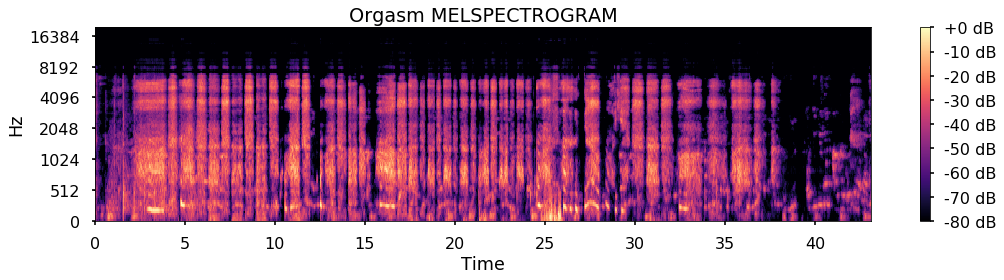 Orgasm MELSPECTROGRAM
16384
8192
4096
2048
1024
512
0
Hz
0 5 10 15 20 25 30 35 40
Time
+0 dB
-10 dB
-20 dB
-30 dB
-40 dB
-50 dB
-60 dB
-70 dB
-80 dB